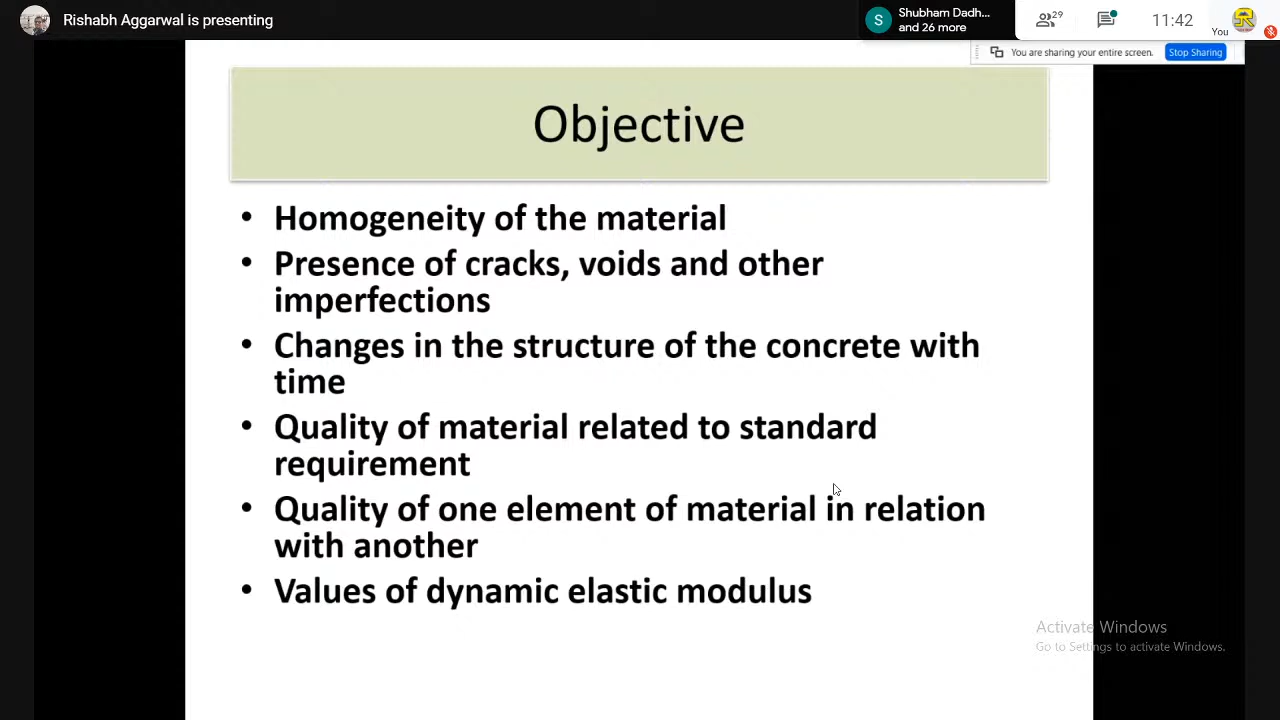 Rishabh Aggarwal is presenting
S
Shubham Dadh...
and 26 more
29
11:42
You
You are sharing your entire screen.
Stop Sharing
Objective
• Homogeneity of the material
• Presence of cracks, voids and other
imperfections
• Changes in the structure of the concrete with
time
• Quality of material related to standard
requirement
• Quality of one element of material in relation
with another
• Values of dynamic elastic modulus
Activate Windows
Go to Settings to activate Windows.